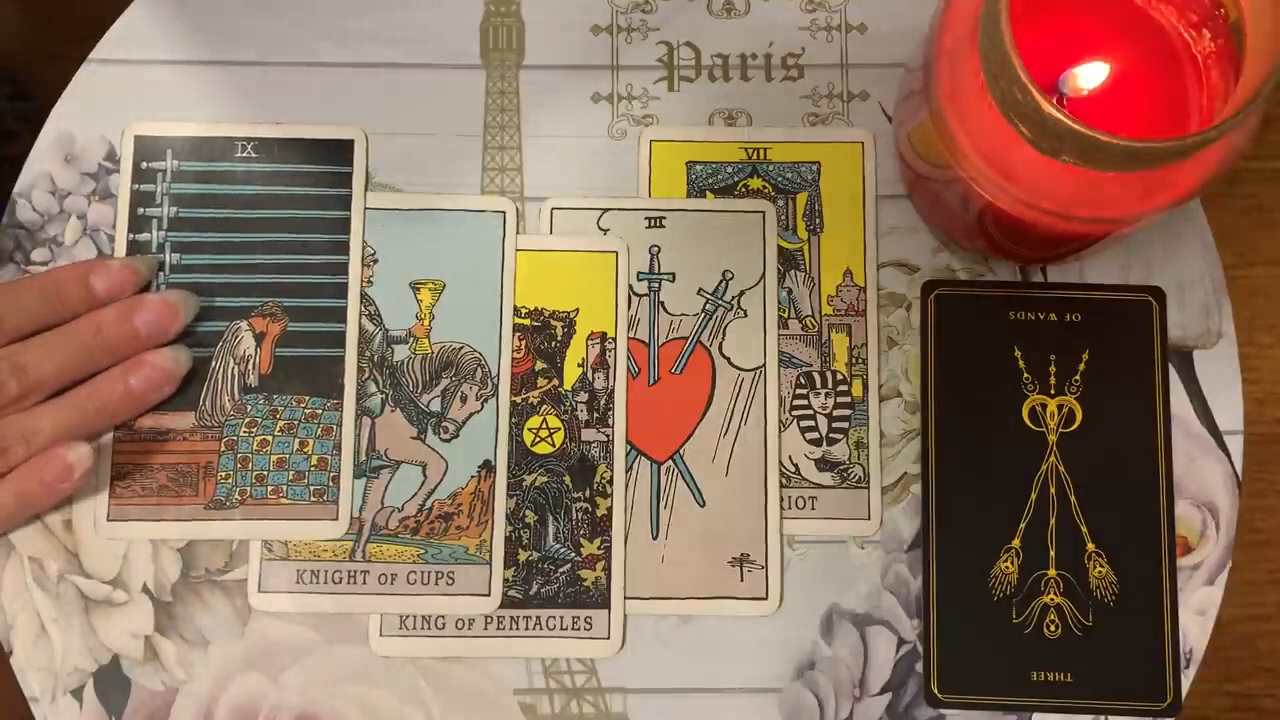 Paris
IX
VII
III
RIOT
KNIGHT OF CUPS
KING OF PENTACLES
OF WANDS
THREE